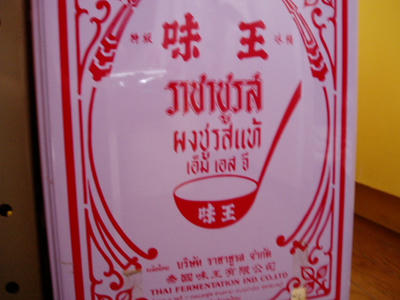 特級 味王
ราชาชูรส
ผงชูรสแท้
เอ็ม เอส จี
味王
บริษัท ราชาชูรส จำกัด
泰國味王有限公司
THAI FERMENTATION IND. CO., LTD